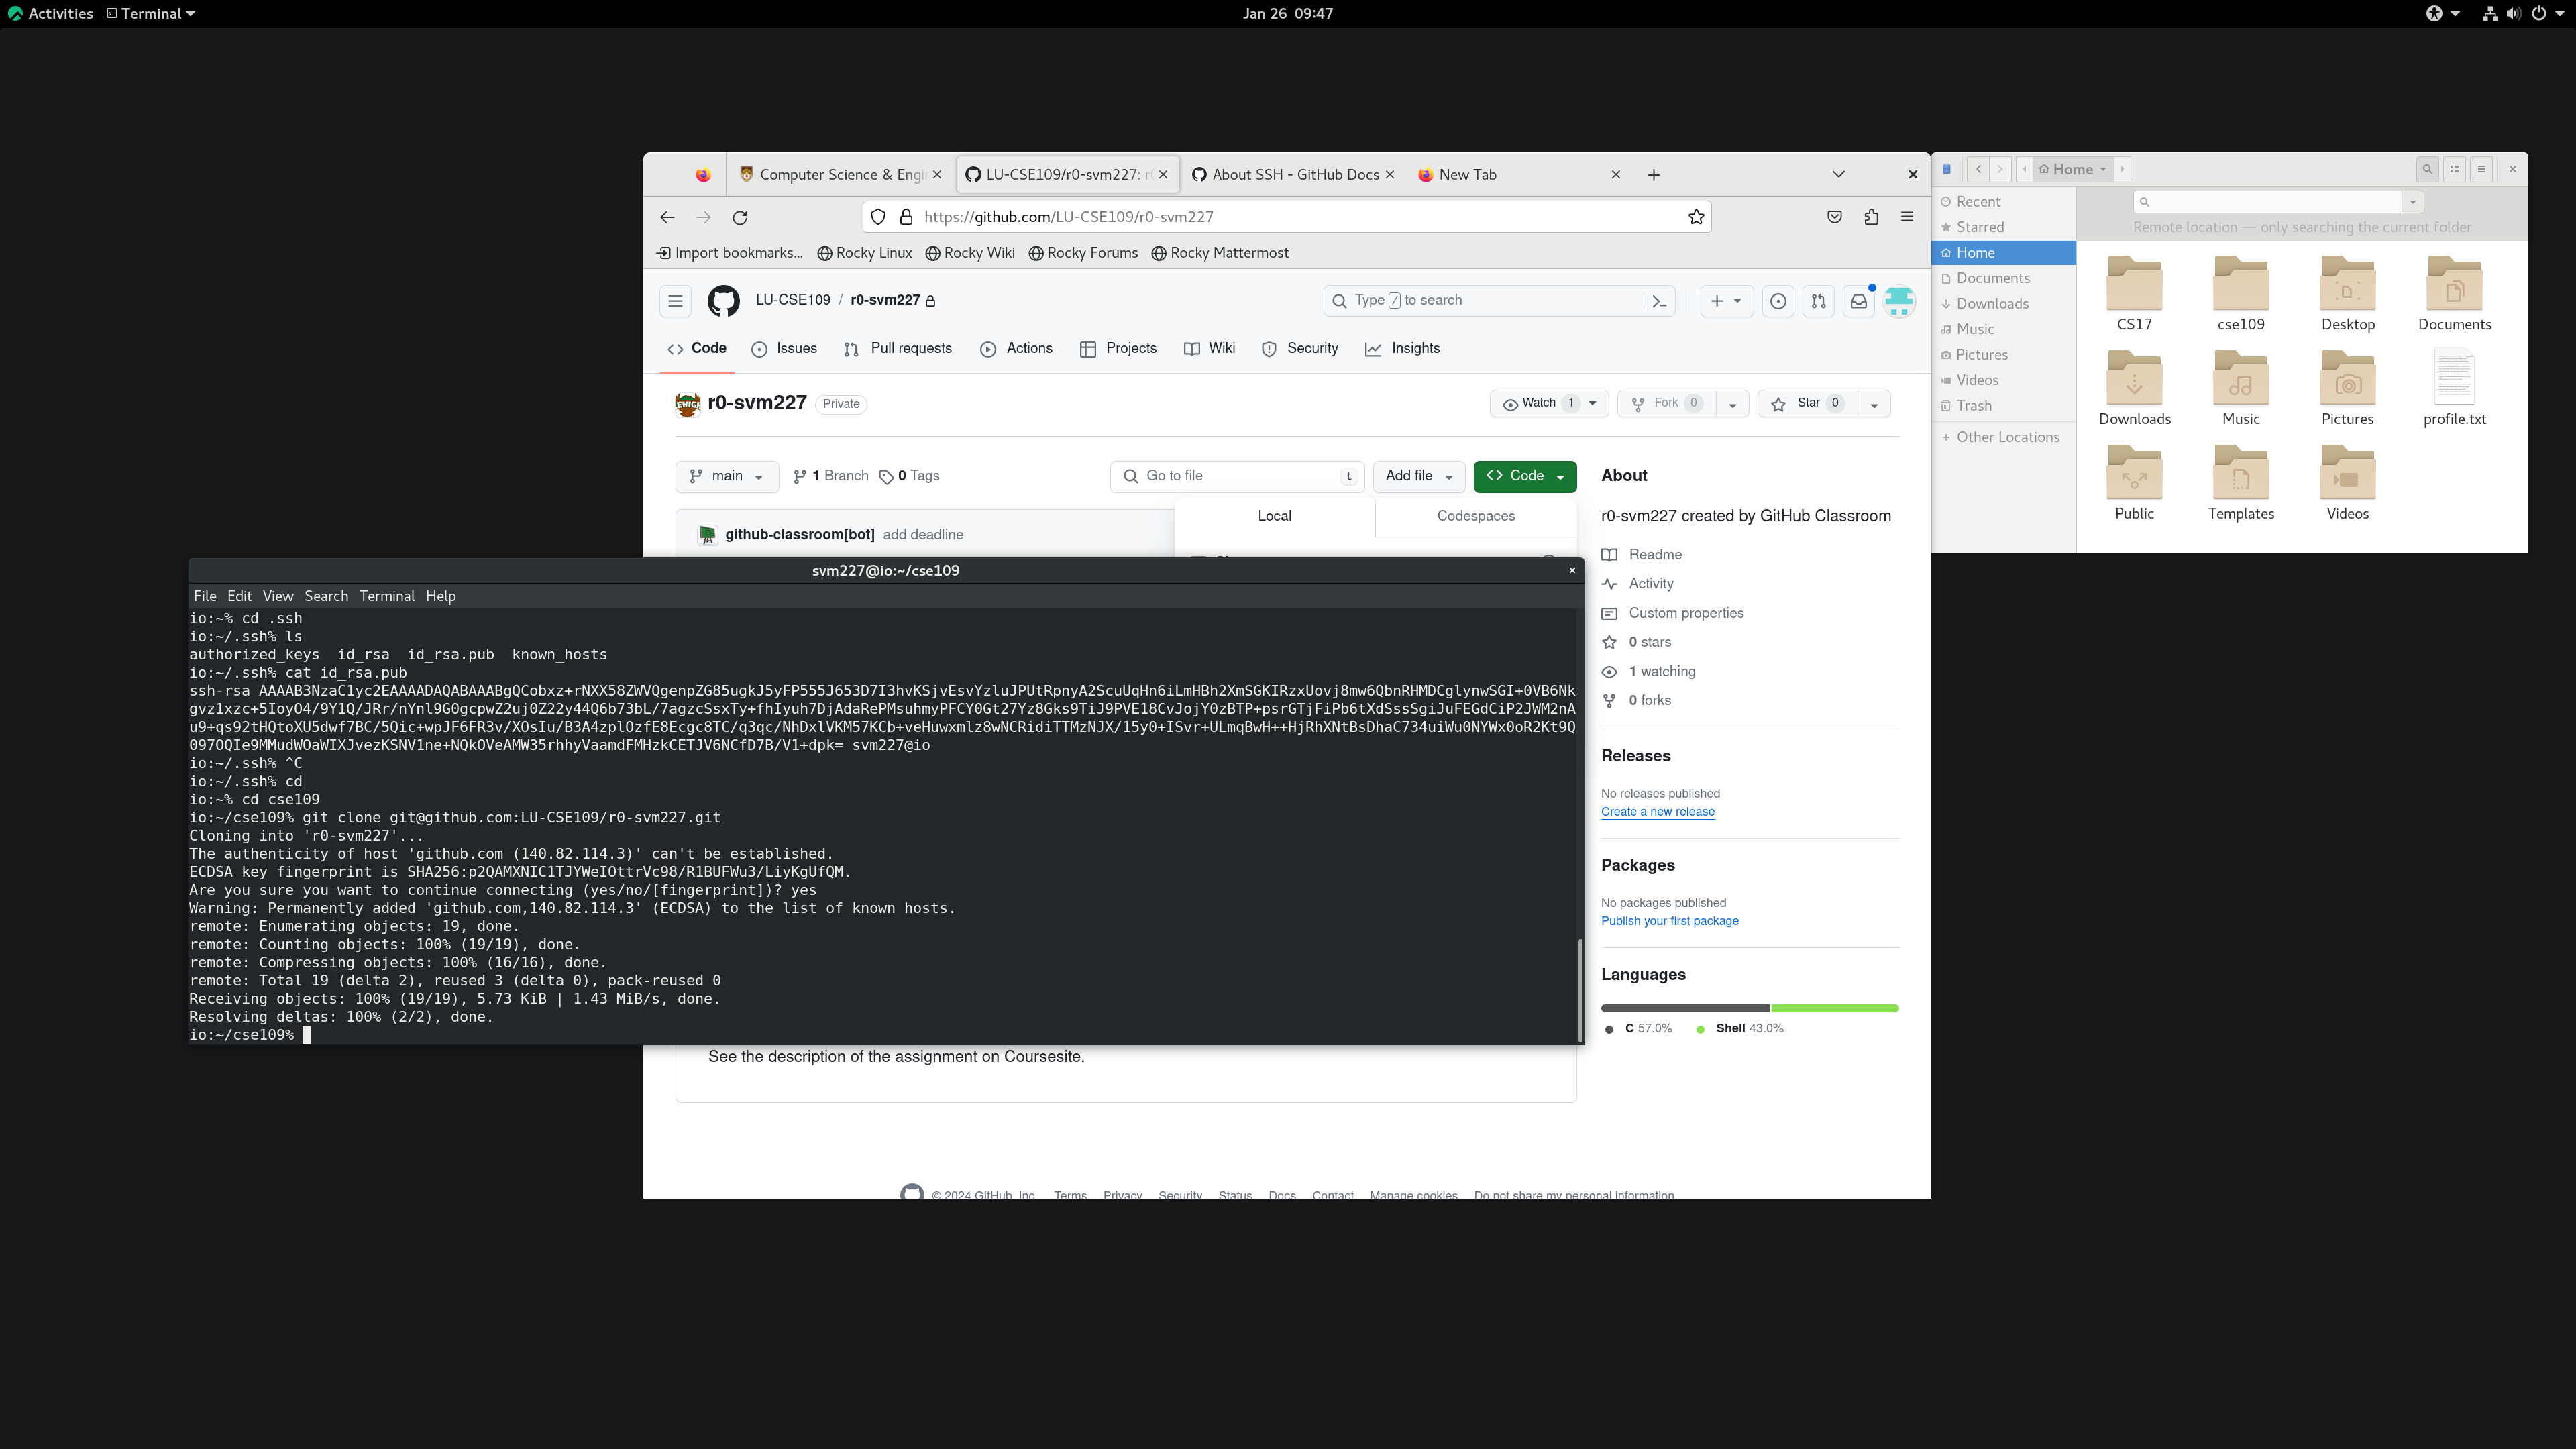 Activities Terminal
Jan 26 09:47
Computer Science & Engi
LU-CSE109/r0-svm227: r
About SSH - GitHub Docs
New Tab
https://github.com/LU-CSE109/r0-svm227
Import bookmarks... Rocky Linux Rocky Wiki Rocky Forums Rocky Mattermost
LU-CSE109 / r0-svm227
Type / to search
Code Issues Pull requests Actions Projects Wiki Security Insights
r0-svm227 Private
Watch 1 Fork 0 Star 0
main 1 Branch 0 Tags
Go to file t Add file Code
Local Codespaces
github-classroom[bot] add deadline
About
r0-svm227 created by GitHub Classroom
Readme
Activity
Custom properties
0 stars
1 watching
0 forks
Releases
No releases published
Create a new release
Packages
No packages published
Publish your first package
Languages
C 57.0% Shell 43.0%
See the description of the assignment on Coursesite.
© 2024 GitHub, Inc. Terms Privacy Security Status Docs Contact Manage cookies Do not share my personal information
Home
Remote location — only searching the current folder
Recent
Starred
Home
Documents
Downloads
Music
Pictures
Videos
Trash
+ Other Locations
CS17 cse109 Desktop Documents
Downloads Music Pictures profile.txt
Public Templates Videos
svm227@io:~/cse109
File Edit View Search Terminal Help
io:~% cd .ssh
io:~/.ssh% ls
authorized_keys id_rsa id_rsa.pub known_hosts
io:~/.ssh% cat id_rsa.pub
ssh-rsa AAAAB3NzaC1yc2EAAAADAQABAAABgQCobxz+rNXX58ZWVQgenpZG85ugkJ5yFP555J653D7I3hvKSjvEsvYzluJPUtRpnyA2ScuUqHn6iLmHBh2XmSGKIRzxUovj8mw6QbnRHMDCglynwSGI+0VB6Nk
gvz1xzc+5IoyO4/9Y1Q/JRr/nYnl9G0gcpwZ2uj0Z22y44Q6b73bL/7agzcSsxTy+fhIyuh7DjAdaRePMsuhmyPFCY0Gt27Yz8Gks9TiJ9PVE18CvJojY0zBTP+psrGTjFiPb6tXdSssSgiJuFEGdCiP2JWM2nA
u9+qs92tHQtoXU5dwf7BC/5Qic+wpJF6FR3v/XOsIu/B3A4zplOzfE8Ecgc8TC/q3qc/NhDxlVKM57KCb+veHuwxmlz8wNCRidiTTMzNJX/15y0+ISvr+ULmqBwH++HjRhXNtBsDhaC734uiWu0NYWx0oR2Kt9Q
097OQIe9MMudWOaWIXJvezKSNV1ne+NQkOVeAMW35rhhyVaamdFMHzkCETJV6NCfD7B/V1+dpk= svm227@io
io:~/.ssh% ^C
io:~/.ssh% cd
io:~% cd cse109
io:~/cse109% git clone git@github.com:LU-CSE109/r0-svm227.git
Cloning into 'r0-svm227'...
The authenticity of host 'github.com (140.82.114.3)' can't be established.
ECDSA key fingerprint is SHA256:p2QAMXNIC1TJYWeIOttrVc98/R1BUFWu3/LiyKgUfQM.
Are you sure you want to continue connecting (yes/no/[fingerprint])? yes
Warning: Permanently added 'github.com,140.82.114.3' (ECDSA) to the list of known hosts.
remote: Enumerating objects: 19, done.
remote: Counting objects: 100% (19/19), done.
remote: Compressing objects: 100% (16/16), done.
remote: Total 19 (delta 2), reused 3 (delta 0), pack-reused 0
Receiving objects: 100% (19/19), 5.73 KiB | 1.43 MiB/s, done.
Resolving deltas: 100% (2/2), done.
io:~/cse109%